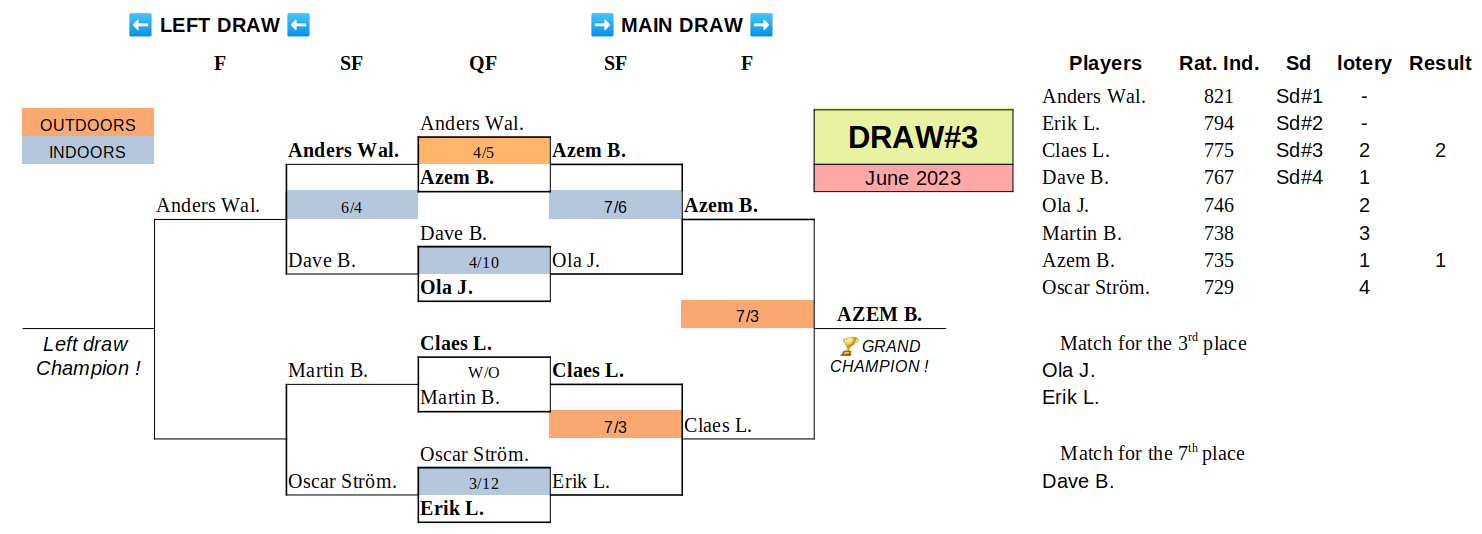 ⬅ LEFT DRAW ⬅ ➡ MAIN DRAW ➡
F SF QF SF F Players Rat. Ind. Sd lotery Result
Anders Wal. 821 Sd#1 -
OUTDOORS Anders Wal. DRAW#3 Erik L. 794 Sd#2 -
INDOORS Anders Wal. 4/5 Azem B. Claes L. 775 Sd#3 2 2
Azem B. June 2023 Dave B. 767 Sd#4 1
Anders Wal. 6/4 7/6 Azem B. Ola J. 746 2
Dave B. Martin B. 738 3
Dave B. 4/10 Ola J. Azem B. 735 1 1
Ola J. Oscar Ström. 729 4
7/3 AZEM B.
Left draw Claes L. 🏆GRAND Match for the 3rd place
Champion ! Martin B. W/O Claes L. CHAMPION ! Ola J.
Martin B. Erik L.
7/3 Claes L.
Oscar Ström. Match for the 7th place
Oscar Ström. 3/12 Erik L. Dave B.
Erik L.